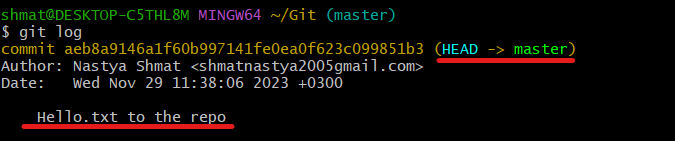 shmat@DESKTOP-C5THL8M MINGW64 ~/Git (master)
$ git log
commit aeb8a9146a1f60b997141fe0ea0f623c099851b3 (HEAD -> master)
Author: Nastya Shmat <shmatnastya2005gmail.com>
Date:   Wed Nov 29 11:38:06 2023 +0300
Hello.txt to the repo